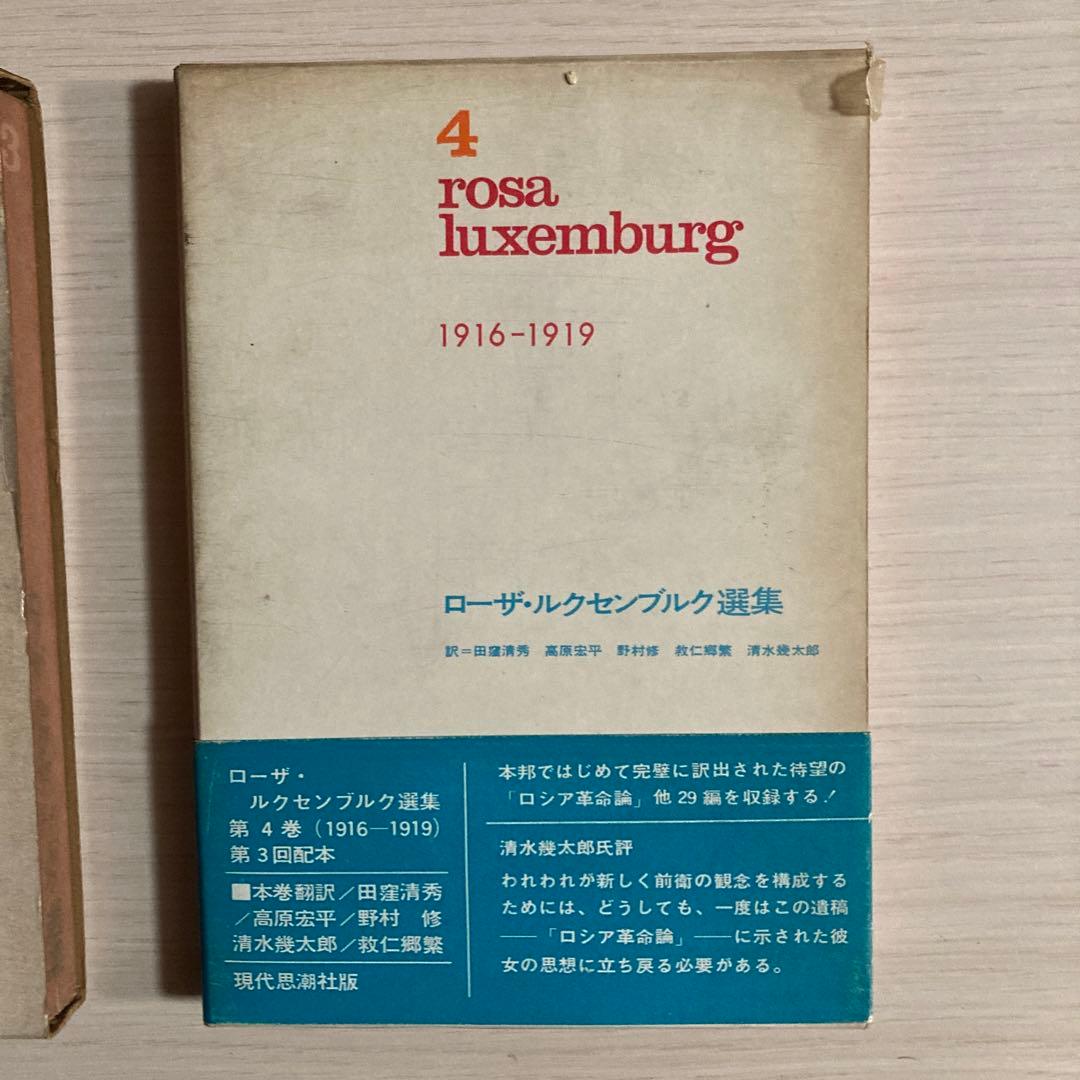 3
4
rosa
luxemburg
1916-1919
ローザ・ルクセンブルク選集
訳=田窪清秀 高原宏平 野村修 救仁郷繁 清水幾太郎
ローザ・
ルクセンブルク選集
第4巻(1916—1919)
第3回配本
■本巻翻訳/田窪清秀
/高原宏平/野村 修
清水幾太郎/救仁郷繁
現代思潮社版
本邦ではじめて完璧に訳出された待望の
「ロシア革命論」他29編を収録する!
清水幾太郎氏評
われわれが新しく前衛の観念を構成する
ためには、どうしても、一度はこの遺稿
——「ロシア革命論」——に示された彼
女の思想に立ち戻る必要がある。